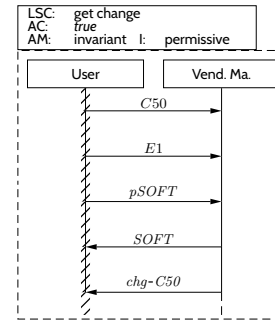 LSC: get change
AC: true
AM: invariant I: permissive
User Vend. Ma.
C50
E1
pSOFT
SOFT
chg-C50